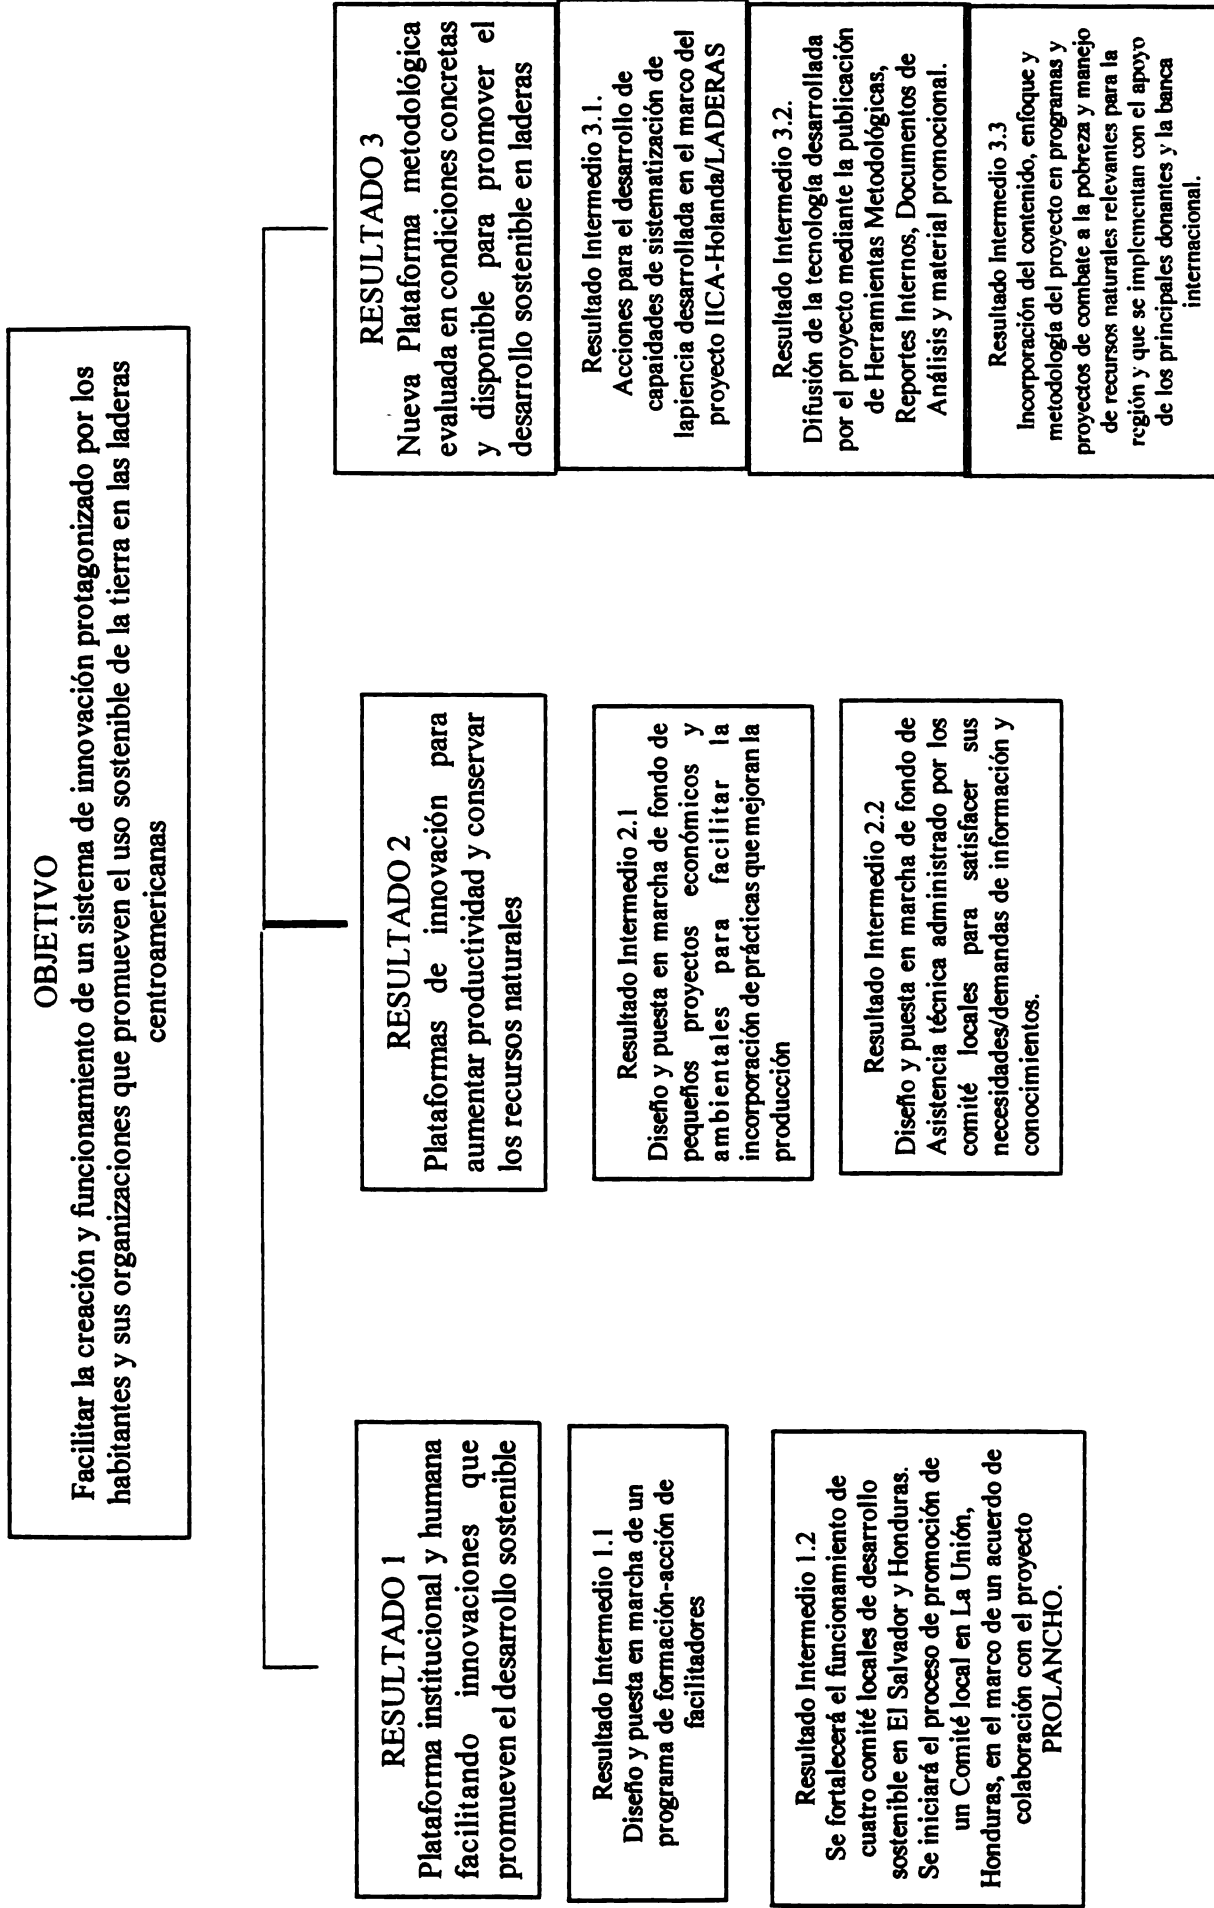 OBJETIVO
Facilitar la creación y funcionamiento de un sistema de innovación protagonizado por los
habitantes y sus organizaciones que promueven el uso sostenible de la tierra en las laderas
centroamericanas
RESULTADO 1
Plataforma institucional y humana
facilitando innovaciones que
promueven el desarrollo sostenible
Resultado Intermedio 1.1
Diseño y puesta en marcha de un
programa de formación-acción de
facilitadores
Resultado Intermedio 1.2
Se fortalecerá el funcionamiento de
cuatro comité locales de desarrollo
sostenible en El Salvador y Honduras.
Se iniciará el proceso de promoción de
un Comité local en La Unión,
Honduras, en el marco de un acuerdo de
colaboración con el proyecto
PROLANCHO.
RESULTADO 2
Plataformas de innovación para
aumentar productividad y conservar
los recursos naturales
Resultado Intermedio 2.1
Diseño y puesta en marcha de fondo de
pequeños proyectos económicos y
ambientales para facilitar la
incorporación de prácticas que mejoran la
producción
Resultado Intermedio 2.2
Diseño y puesta en marcha de fondo de
Asistencia técnica administrado por los
comité locales para satisfacer sus
necesidades/demandas de información y
conocimientos.
RESULTADO 3
Nueva Plataforma metodológica
evaluada en condiciones concretas
y disponible para promover el
desarrollo sostenible en laderas
Resultado Intermedio 3.1.
Acciones para el desarrollo de
capaidades de sistematización de
lapiencia desarrollada en el marco del
proyecto IICA-Holanda/LADERAS
Resultado Intermedio 3.2.
Difusión de la tecnología desarrollada
por el proyecto mediante la publicación
de Herramientas Metodológicas,
Reportes Internos, Documentos de
Análisis y material promocional.
Resultado Intermedio 3.3
Incorporación del contenido, enfoque y
metodología del proyecto en programas y
proyectos de combate a la pobreza y manejo
de recursos naturales relevantes para la
región y que se implementan con el apoyo
de los principales donantes y la banca
internacional.